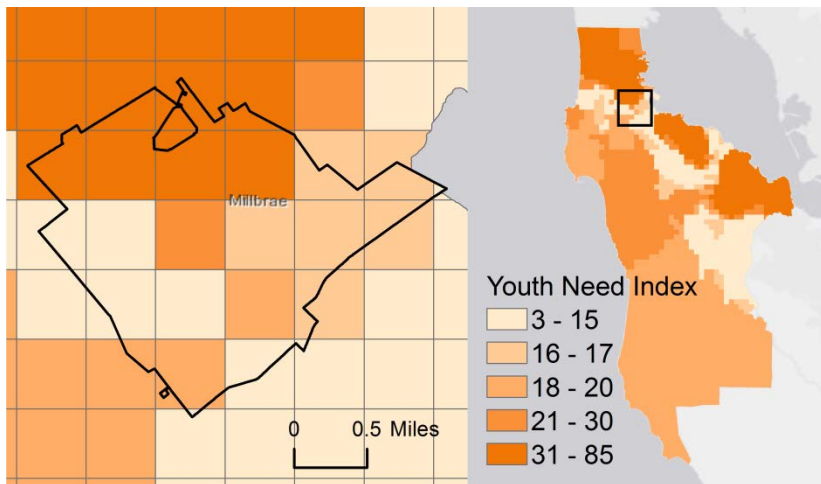 Millbrae
0 0.5 Miles
Youth Need Index
3 - 15
16 - 17
18 - 20
21 - 30
31 - 85